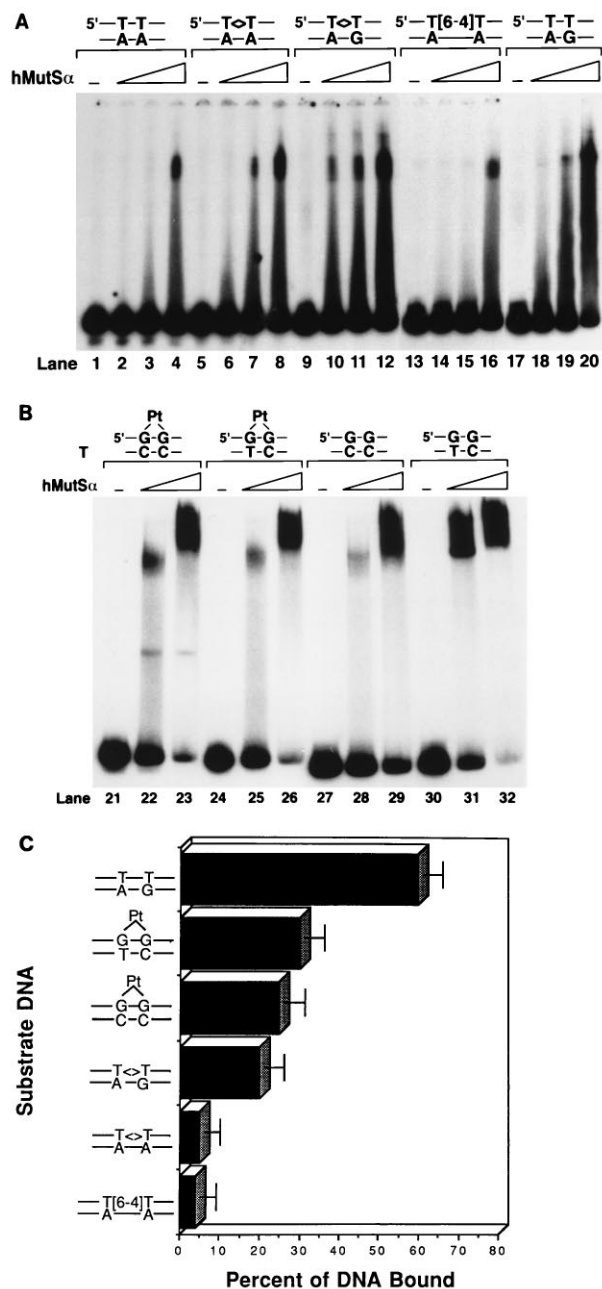 A
5'—T—T— 5'—T<>T— 5'—T<>T— 5'—T[6-4]T— 5'—T—T—
—A—A— —A—A— —A—G— —A—A— —A—G—
hMutSα – – – – –
Lane 1 2 3 4 5 6 7 8 9 10 11 12 13 14 15 16 17 18 19 20
B
Pt Pt
5'—G—G— 5'—G—G— 5'—G—G— 5'—G—G—
T —C—C— —T—C— —C—C— —T—C—
hMutSα – – – –
Lane 21 22 23 24 25 26 27 28 29 30 31 32
C
Substrate DNA
—T—T—
A—G
Pt
G—G
T—C
Pt
G—G
C—C
—T<>T—
A—G
—T<>T—
A—A
T[6-4]T
A—A
0 10 20 30 40 50 60 70 80
Percent of DNA Bound